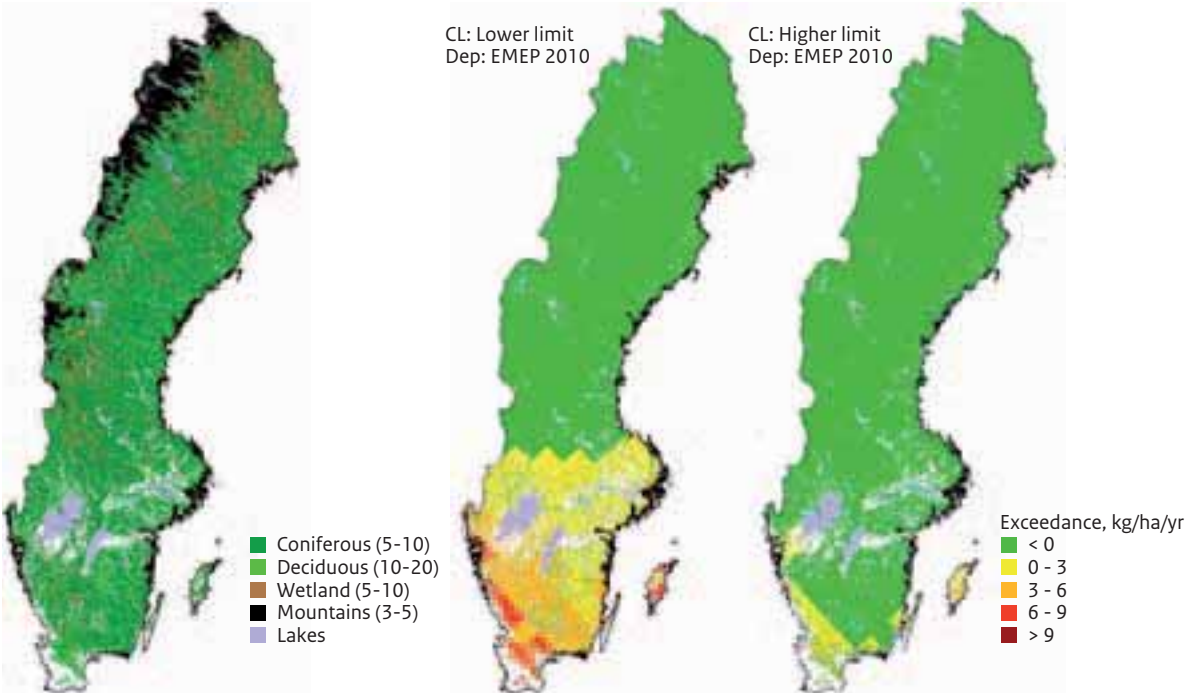 CL: Lower limit
Dep: EMEP 2010
CL: Higher limit
Dep: EMEP 2010
Coniferous (5-10)
Deciduous (10-20)
Wetland (5-10)
Mountains (3-5)
Lakes
Exceedance, kg/ha/yr
< 0
0 - 3
3 - 6
6 - 9
> 9